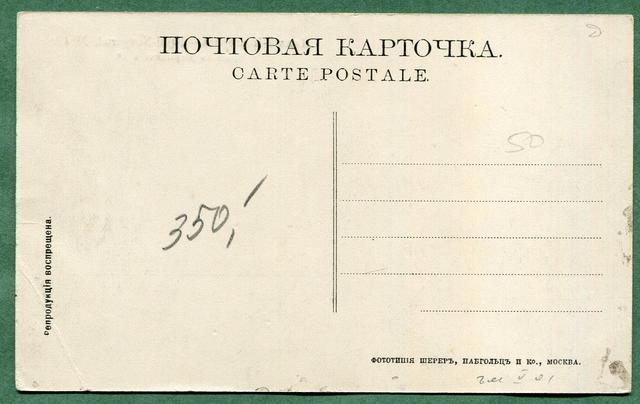 ПОЧТОВАЯ КАРТОЧКА.
CARTE POSTALE.
50
350,
Репродукція воспрещена.
ФОТОТИПІЯ ШЕРЕРЪ, НАБГОЛЬЦЪ И Ко., МОСКВА.